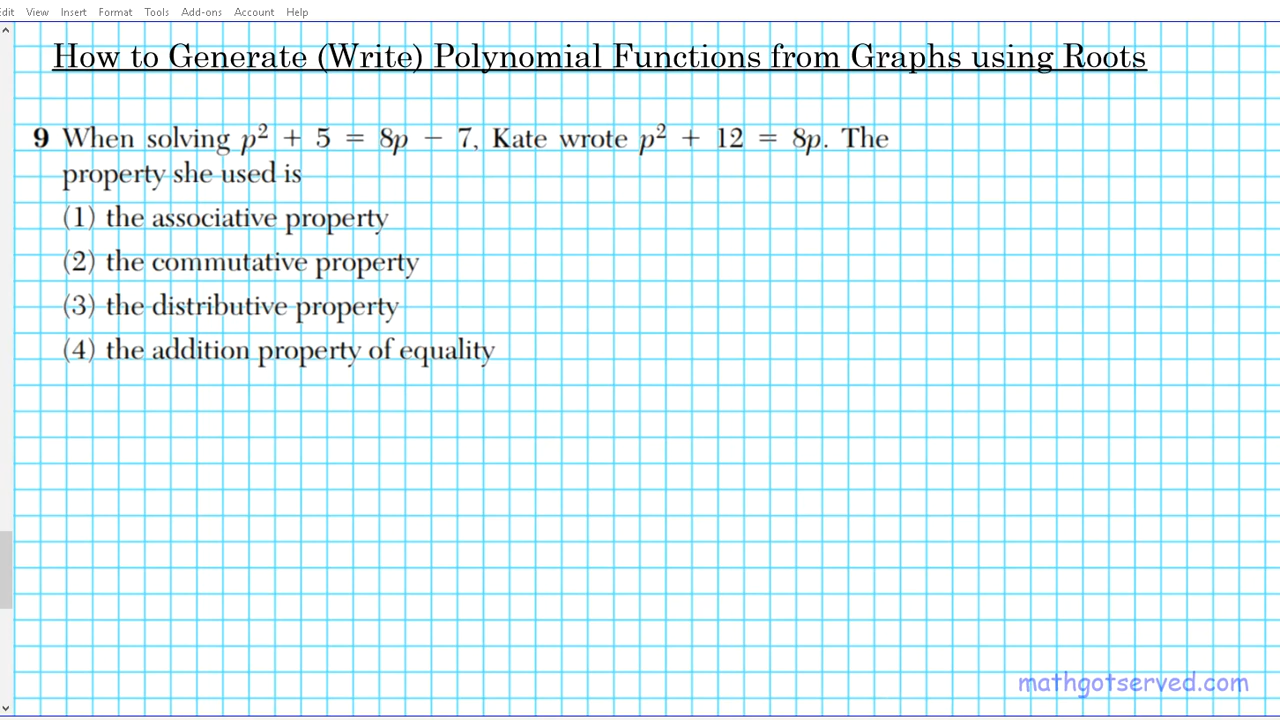 dit View Insert Format Tools Add-ons Account Help
How to Generate (Write) Polynomial Functions from Graphs using Roots
9 When solving p² + 5 = 8p − 7, Kate wrote p² + 12 = 8p. The
property she used is
(1) the associative property
(2) the commutative property
(3) the distributive property
(4) the addition property of equality
mathgotserved.com